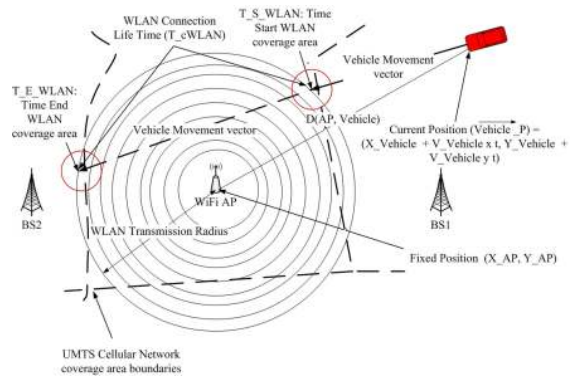 WLAN Connection
Life Time (T_cWLAN)
T_S_WLAN: Time
Start WLAN
coverage area
T_E_WLAN:
Time End
WLAN
coverage area
Vehicle Movement
vector
Vehicle Movement vector
D(AP, Vehicle)
Current Position (Vehicle _P) =
(X_Vehicle + V_Vehicle x t, Y_Vehicle +
V_Vehicle y t)
WiFi AP
BS2
BS1
WLAN Transmission Radius
Fixed Position (X_AP, Y_AP)
UMTS Cellular Network
coverage area boundaries